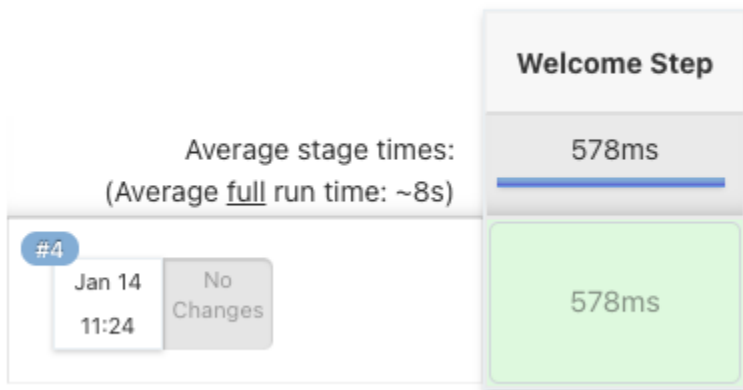 Welcome Step
Average stage times:
578ms
(Average full run time: ~8s)
#4
Jan 14
11:24
No
Changes
578ms